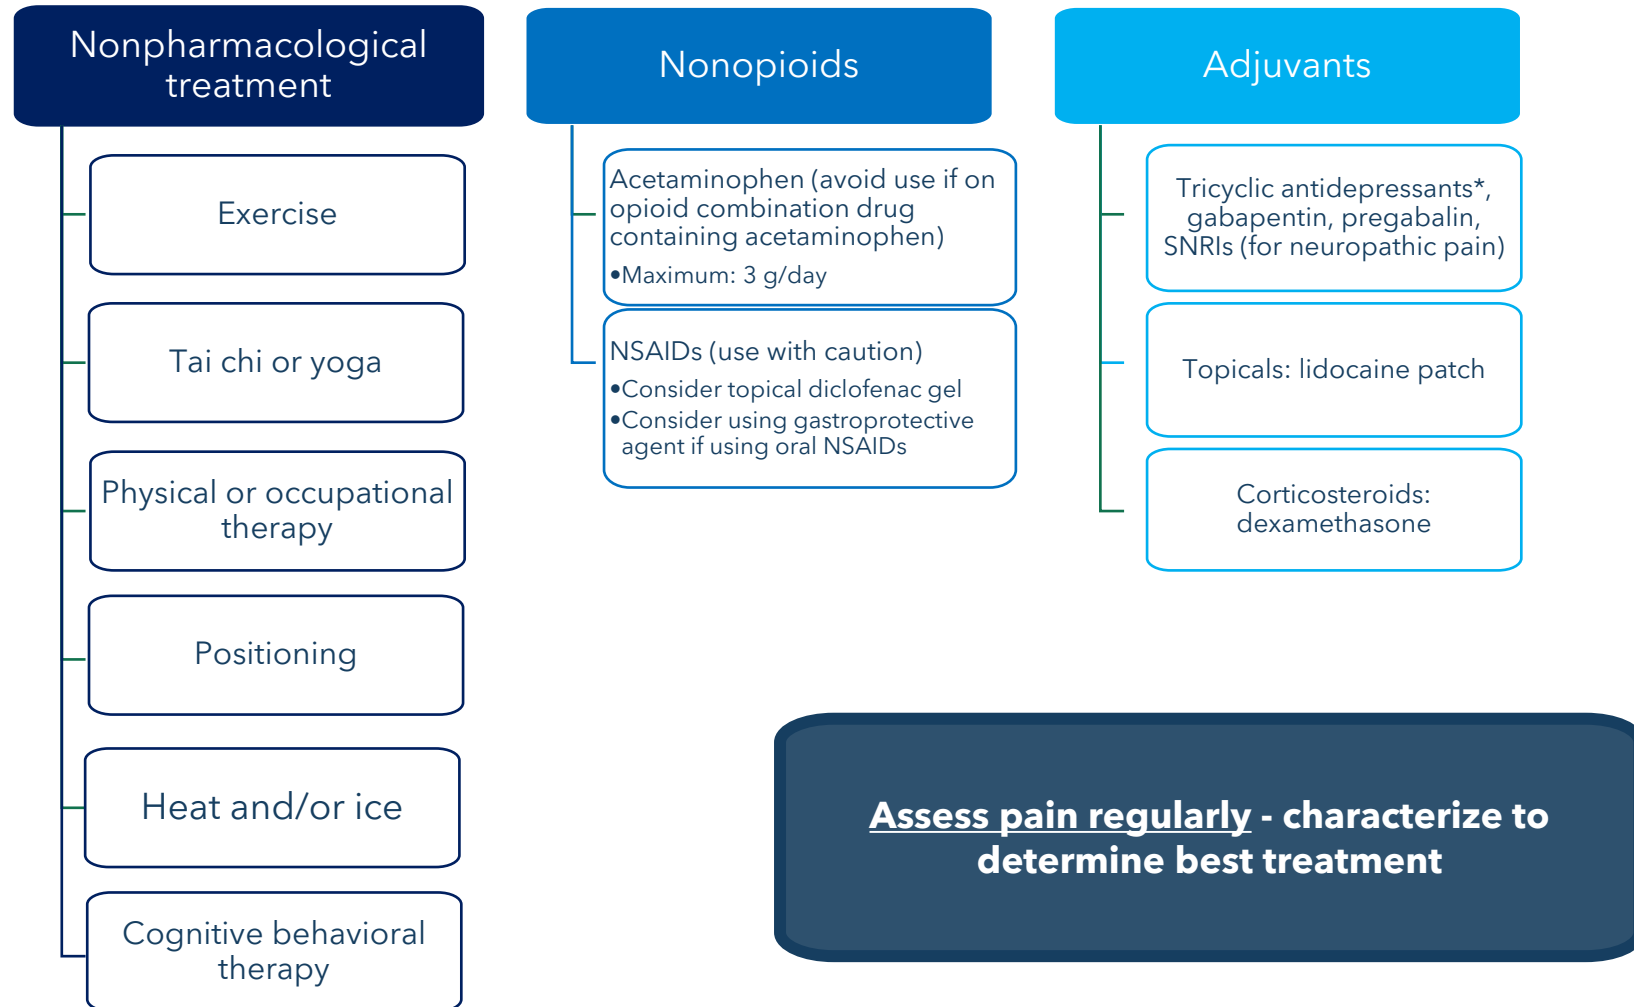 Nonpharmacological
treatment
Exercise
Tai chi or yoga
Physical or occupational
therapy
Positioning
Heat and/or ice
Cognitive behavioral
therapy
Nonopioids
Acetaminophen (avoid use if on
opioid combination drug
containing acetaminophen)
•Maximum: 3 g/day
NSAIDs (use with caution)
•Consider topical diclofenac gel
•Consider using gastroprotective
agent if using oral NSAIDs
Adjuvants
Tricyclic antidepressants*,
gabapentin, pregabalin,
SNRIs (for neuropathic pain)
Topicals: lidocaine patch
Corticosteroids:
dexamethasone
Assess pain regularly - characterize to
determine best treatment